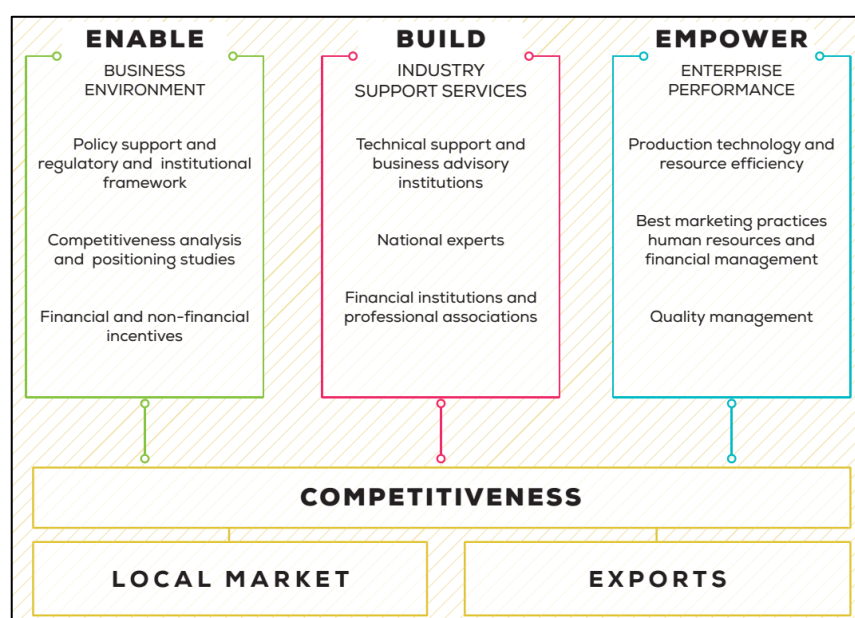 ENABLE
BUSINESS
ENVIRONMENT
Policy support and
regulatory and institutional
framework
Competitiveness analysis
and positioning studies
Financial and non-financial
incentives
BUILD
INDUSTRY
SUPPORT SERVICES
Technical support and
business advisory
institutions
National experts
Financial institutions and
professional associations
EMPOWER
ENTERPRISE
PERFORMANCE
Production technology and
resource efficiency
Best marketing practices
human resources and
financial management
Quality management
COMPETITIVENESS
LOCAL MARKET
EXPORTS